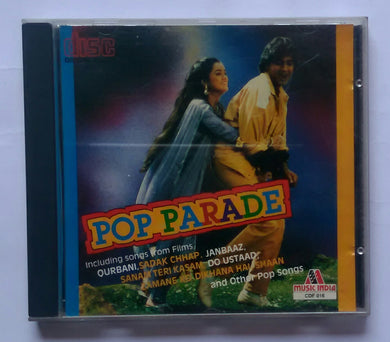 DISC
POP PARADE
Including songs from Films
QURBANI, SADAK CHHAP, JANBAAZ,
SANAM TERI KASAM, DO USTAAD,
ZAMANE KO DIKHANA HAI, SHAAN
and Other Pop Songs
MUSIC INDIA
CDF 016